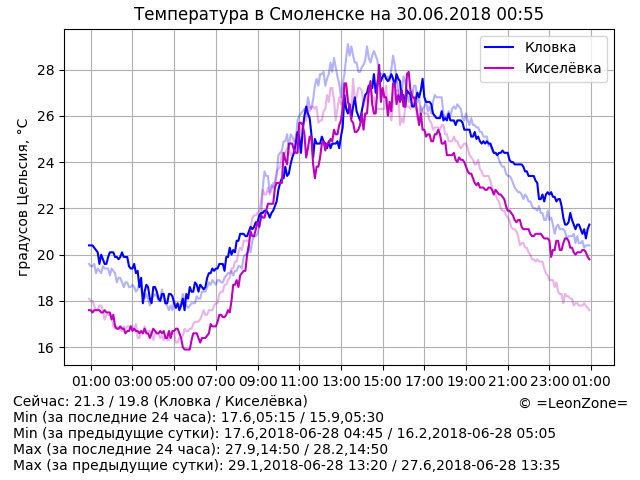 Температура в Смоленске на 30.06.2018 00:55
Кловка
Киселёвка
градусов Цельсия, °C
28
26
24
22
20
18
16
01:00 03:00 05:00 07:00 09:00 11:00 13:00 15:00 17:00 19:00 21:00 23:00 01:00
Сейчас: 21.3 / 19.8 (Кловка / Киселёвка)
© =LeonZone=
Min (за последние 24 часа): 17.6,05:15 / 15.9,05:30
Min (за предыдущие сутки): 17.6,2018-06-28 04:45 / 16.2,2018-06-28 05:05
Max (за последние 24 часа): 27.9,14:50 / 28.2,14:50
Max (за предыдущие сутки): 29.1,2018-06-28 13:20 / 27.6,2018-06-28 13:35